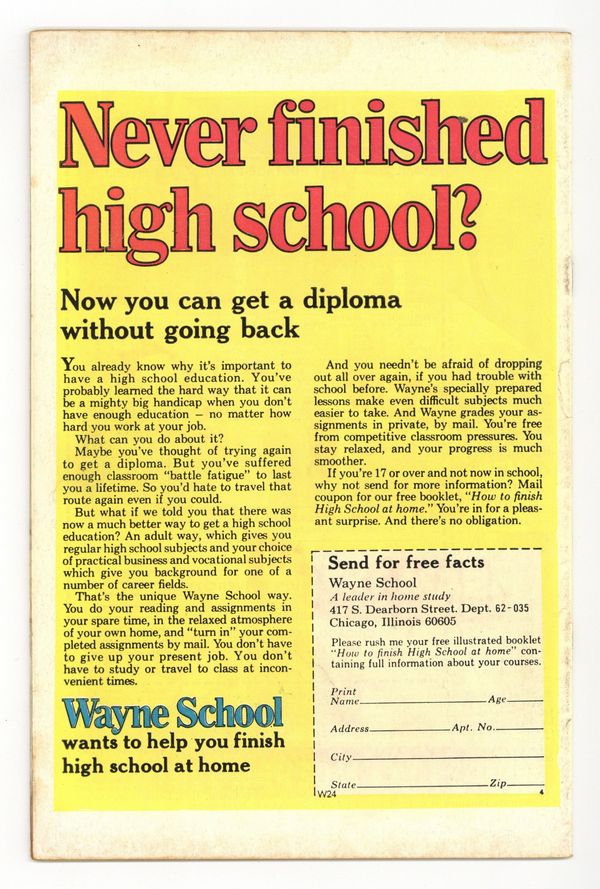 Never finished
high school?
Now you can get a diploma
without going back
You already know why it's important to
have a high school education. You've
probably learned the hard way that it can
be a mighty big handicap when you don't
have enough education — no matter how
hard you work at your job.
What can you do about it?
Maybe you've thought of trying again
to get a diploma. But you've suffered
enough classroom "battle fatigue" to last
you a lifetime. So you'd hate to travel that
route again even if you could.
But what if we told you that there was
now a much better way to get a high school
education? An adult way, which gives you
regular high school subjects and your choice
of practical business and vocational subjects
which give you background for one of a
number of career fields.
That's the unique Wayne School way.
You do your reading and assignments in
your spare time, in the relaxed atmosphere
of your own home, and "turn in" your com-
pleted assignments by mail. You don't have
to give up your present job. You don't
have to study or travel to class at incon-
venient times.
Wayne School
wants to help you finish
high school at home
And you needn't be afraid of dropping
out all over again, if you had trouble with
school before. Wayne's specially prepared
lessons make even difficult subjects much
easier to take. And Wayne grades your as-
signments in private, by mail. You're free
from competitive classroom pressures. You
stay relaxed, and your progress is much
smoother.
If you're 17 or over and not now in school,
why not send for more information? Mail
coupon for our free booklet, "How to finish
High School at home." You're in for a pleas-
ant surprise. And there's no obligation.
Send for free facts
Wayne School
A leader in home study
417 S. Dearborn Street. Dept. 62-035
Chicago, Illinois 60605
Please rush me your free illustrated booklet
"How to finish High School at home" con-
taining full information about your courses.
Print
Name Age
Address Apt. No.
City
State Zip
W24 4